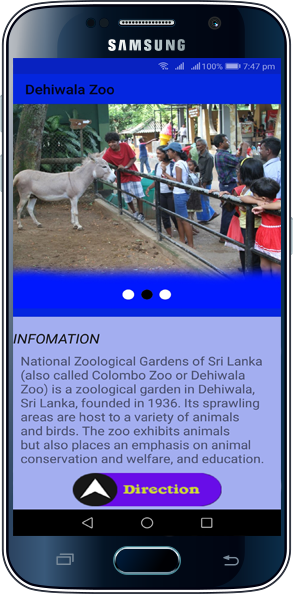 SAMSUNG
100% 7:47 pm
Dehiwala Zoo
INFOMATION
National Zoological Gardens of Sri Lanka
(also called Colombo Zoo or Dehiwala
Zoo) is a zoological garden in Dehiwala,
Sri Lanka, founded in 1936. Its sprawling
areas are host to a variety of animals
and birds. The zoo exhibits animals
but also places an emphasis on animal
conservation and welfare, and education.
Direction